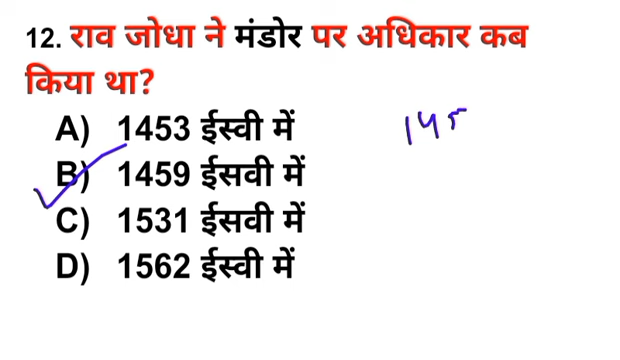 12. राव जोधा ने मंडोर पर अधिकार कब
किया था?
A) 1453 ईस्वी में
145
B) 1459 ईसवी में
C) 1531 ईसवी में
D) 1562 ईस्वी में